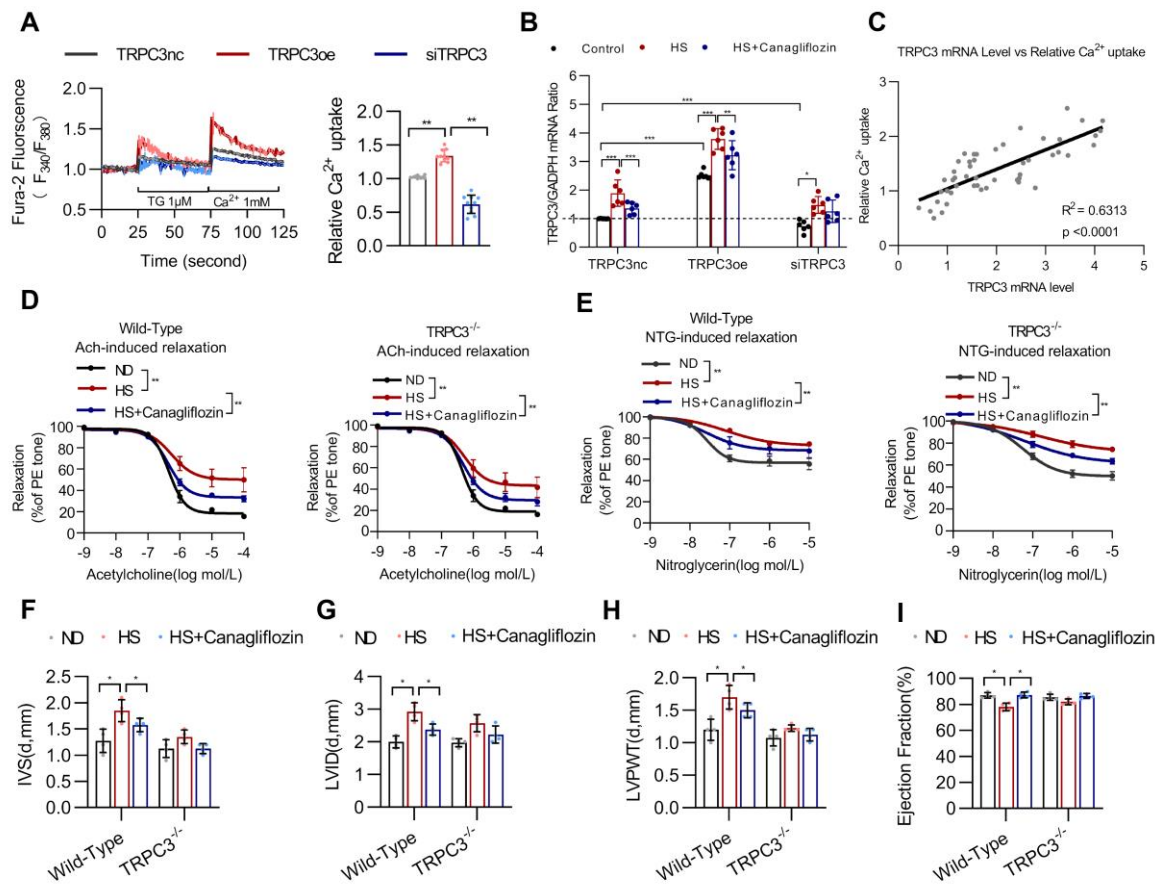 A
TRPC3nc TRPC3oe siTRPC3
Fura-2 Fluorescence
( F340/F380)
2.0
1.5
1.0
0.5
TG 1μM Ca2+ 1mM
0 25 50 75 100 125
Time (second)
Relative Ca2+ uptake
2.0
1.5
1.0
0.5
0.0
** **
B
Control HS HS+Canagliflozin
TRPC3/GADPH mRNA Ratio
6
5
4
3
2
1
0
***
***
*** **
*** ***
*
TRPC3nc TRPC3oe siTRPC3
C
TRPC3 mRNA Level vs Relative Ca2+ uptake
Relative Ca2+ uptake
3
2
1
0
R2 = 0.6313
p <0.0001
0 1 2 3 4 5
TRPC3 mRNA level
D
Wild-Type
Ach-induced relaxation
ND
HS
HS+Canagliflozin
**
**
Relaxation
(%of PE tone)
100
80
60
40
20
0
-9 -8 -7 -6 -5 -4
Acetylcholine(log mol/L)
TRPC3-/-
ACh-induced relaxation
ND
HS
HS+Canagliflozin
**
**
Relaxation
(%of PE tone)
100
80
60
40
20
0
-9 -8 -7 -6 -5 -4
Acetylcholine(log mol/L)
E
Wild-Type
NTG-induced relaxation
ND
HS
HS+Canagliflozin
**
**
Relaxation
(%of PE tone)
100
80
60
40
20
0
-9 -8 -7 -6 -5
Nitroglycerin(log mol/L)
TRPC3-/-
NTG-induced relaxation
ND
HS
HS+Canagliflozin
**
**
Relaxation
(%of PE tone)
100
80
60
40
20
0
-9 -8 -7 -6 -5
Nitroglycerin(log mol/L)
F
ND HS HS+Canagliflozin
IVS(d,mm)
2.5
2.0
1.5
1.0
0.5
0.0
* *
Wild-Type TRPC3-/-
G
ND HS HS+Canagliflozin
LVID(d,mm)
4
3
2
1
0
* *
Wild-Type TRPC3-/-
H
ND HS HS+Canagliflozin
LVPWT(d,mm)
2.0
1.5
1.0
0.5
0.0
* *
Wild-Type TRPC3-/-
I
ND HS HS+Canagliflozin
Ejection Fraction(%)
100
80
60
40
20
0
* *
Wild-Type TRPC3-/-